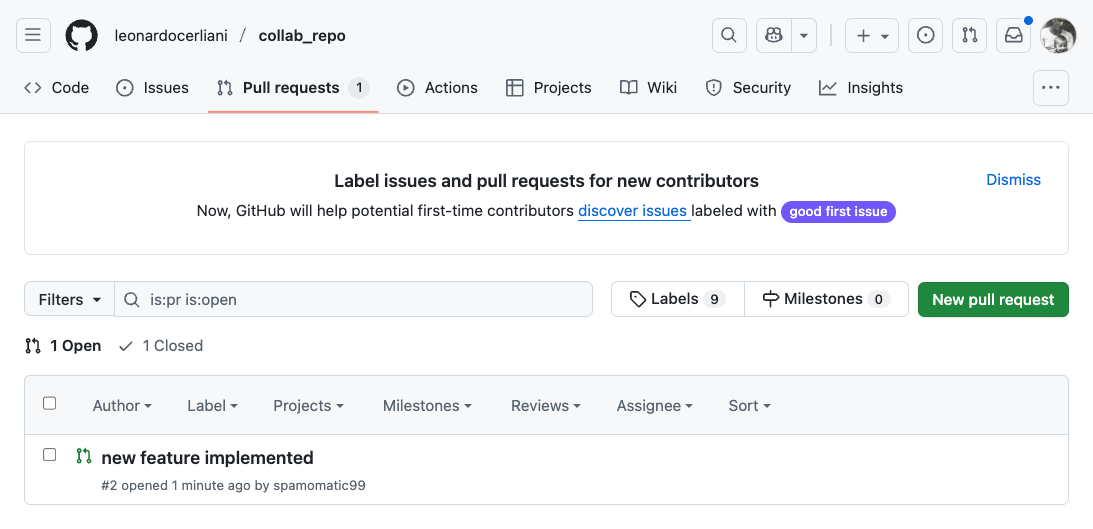 leonardocerliani / collab_repo
Code Issues Pull requests 1 Actions Projects Wiki Security Insights
Label issues and pull requests for new contributors
Dismiss
Now, GitHub will help potential first-time contributors discover issues labeled with good first issue
Filters is:pr is:open Labels 9 Milestones 0 New pull request
1 Open 1 Closed
Author Label Projects Milestones Reviews Assignee Sort
new feature implemented
#2 opened 1 minute ago by spamomatic99